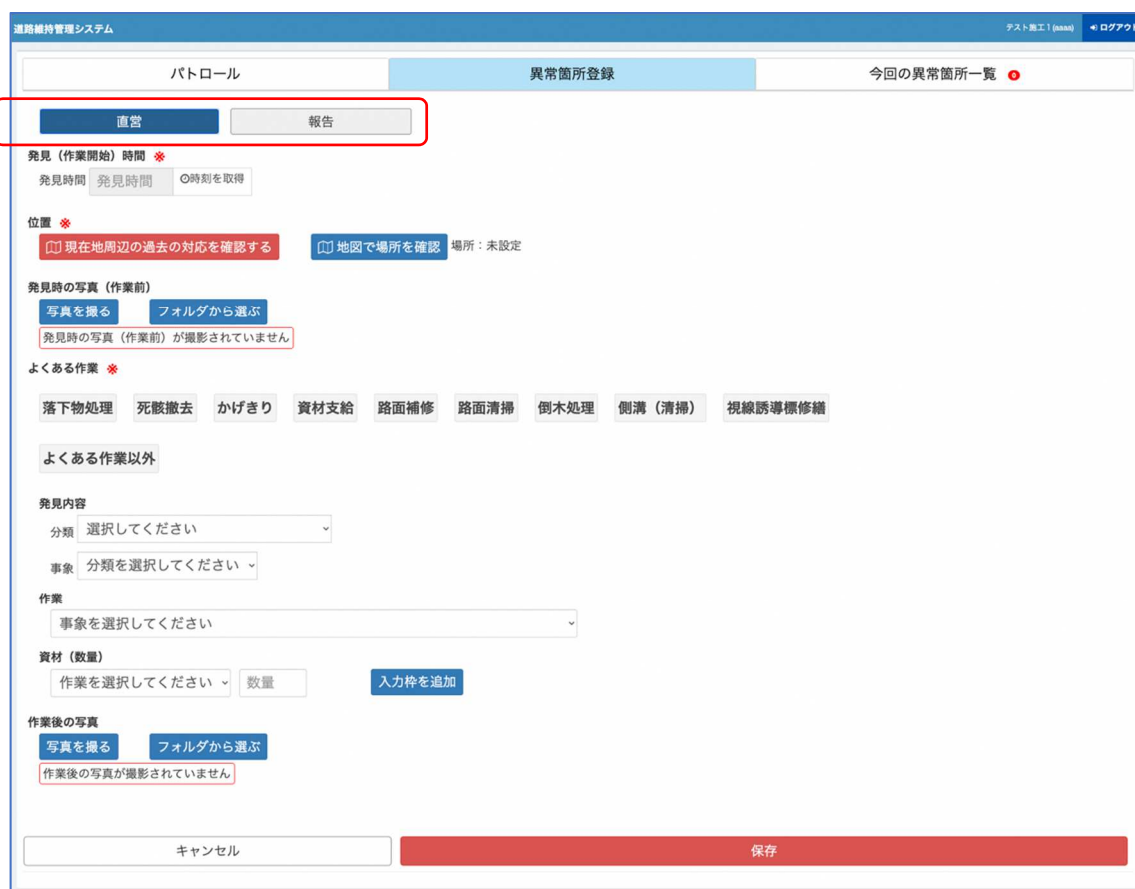 道路維持管理システム テスト施工1(aaaa) ログアウト
パトロール 異常箇所登録 今回の異常箇所一覧 0
直営 報告
発見（作業開始）時間 ※
発見時間 発見時間 時刻を取得
位置 ※
現在地周辺の過去の対応を確認する 地図で場所を確認 場所：未設定
発見時の写真（作業前）
写真を撮る フォルダから選ぶ
発見時の写真（作業前）が撮影されていません
よくある作業 ※
落下物処理 死骸撤去 かげきり 資材支給 路面補修 路面清掃 倒木処理 側溝（清掃） 視線誘導標修繕
よくある作業以外
発見内容
分類 選択してください
事象 分類を選択してください
作業
事象を選択してください
資材（数量）
作業を選択してください 数量 入力枠を追加
作業後の写真
写真を撮る フォルダから選ぶ
作業後の写真が撮影されていません
キャンセル 保存